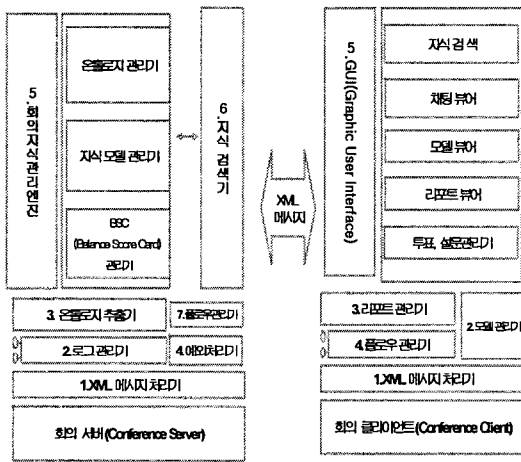 5.회의지식관리엔진
온톨로지 관리기
지식 모델 관리기
BSC
(Balance Score Card)
관리기
6.지식 검색기
3. 온톨로지 추출기
7.플로우관리기
2.로그 관리기
4.예외처리기
1.XML 메시지 처리기
회의 서버(Conference Server)
XML
메시지
5.GUI(Graphic User Interface)
지식 검 색
채팅 뷰어
모델 뷰어
리포트 뷰어
투표, 설문관리기
3.리포트 관리기
2.모델 관리기
4.플로우 관리기
1.XML 메시지 처리기
회의 클라이언트(Conference Client)